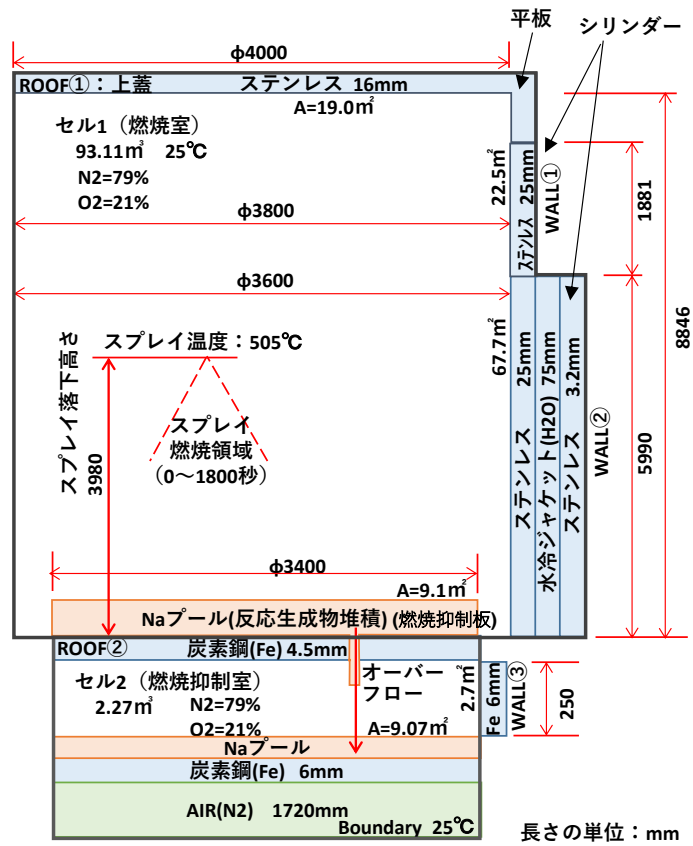 平板
シリンダー
φ4000
ROOF①：上蓋
ステンレス 16mm
A=19.0㎡
セル1（燃焼室）
93.11㎥ 25℃
N2=79%
O2=21%
22.5㎡
ステンレス 25mm
WALL①
1881
φ3800
φ3600
8846
スプレイ温度：505℃
スプレイ落下高さ
3980
スプレイ
燃焼領域
（0～1800秒）
67.7㎡
ステンレス 25mm
水冷ジャケット(H2O) 75mm
ステンレス 3.2mm
WALL②
5990
φ3400
A=9.1㎡
Naプール(反応生成物堆積) (燃焼抑制板)
ROOF②
炭素鋼(Fe) 4.5mm
セル2（燃焼抑制室）
2.27㎥
N2=79%
O2=21%
オーバー
フロー
A=9.07㎡
2.7㎡
Fe 6mm
WALL③
250
Naプール
炭素鋼(Fe) 6mm
AIR(N2) 1720mm
Boundary 25℃
長さの単位：mm